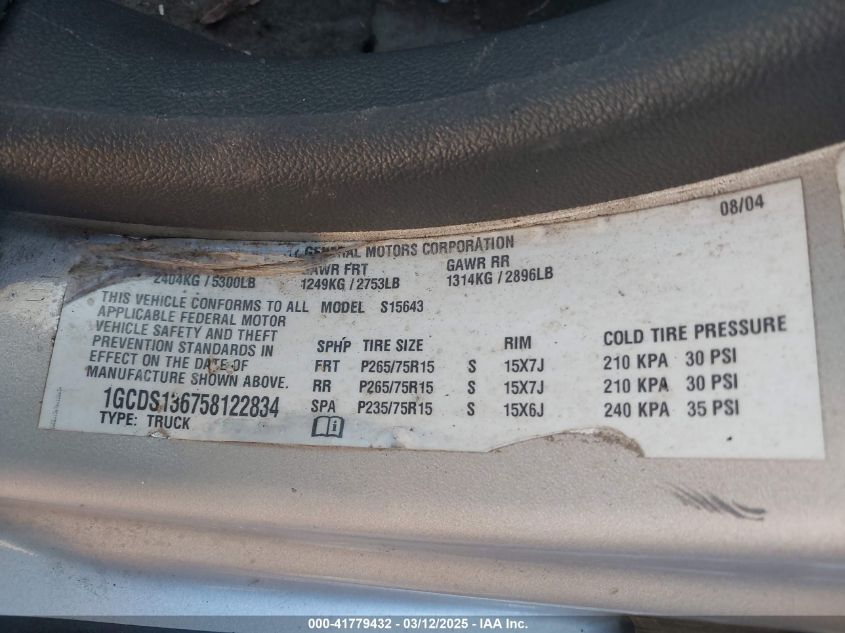 08/04
GENERAL MOTORS CORPORATION
GAWR FRT GAWR RR
2404KG / 5300LB 1249KG / 2753LB 1314KG / 2896LB
THIS VEHICLE CONFORMS TO ALL
APPLICABLE FEDERAL MOTOR
VEHICLE SAFETY AND THEFT
PREVENTION STANDARDS IN
EFFECT ON THE DATE OF
MANUFACTURE SHOWN ABOVE.
1GCDS136758122834
TYPE: TRUCK
MODEL S15643
SPHP TIRE SIZE RIM COLD TIRE PRESSURE
FRT P265/75R15 S 15X7J 210 KPA 30 PSI
RR P265/75R15 S 15X7J 210 KPA 30 PSI
SPA P235/75R15 S 15X6J 240 KPA 35 PSI
000-41779432 - 03/12/2025 - IAA Inc.